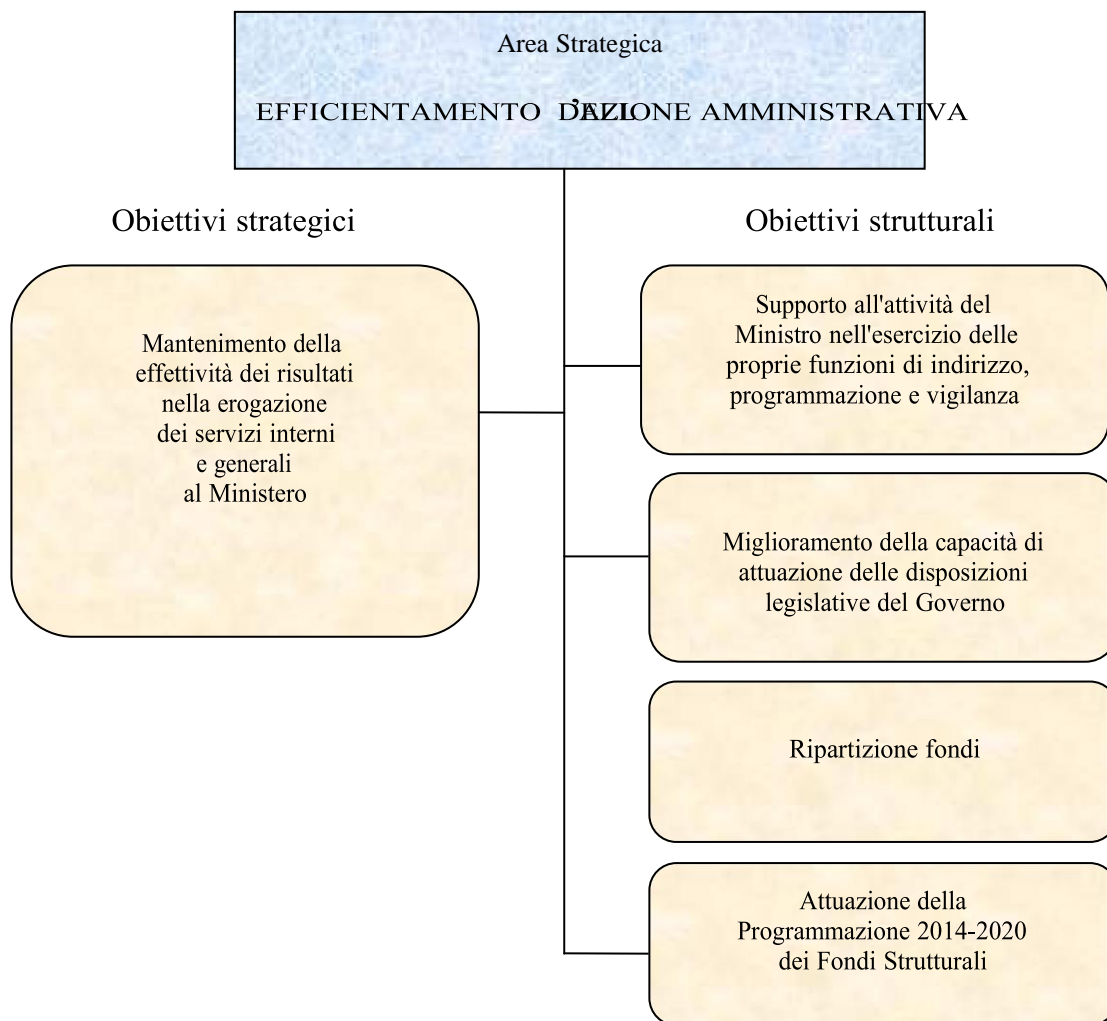 Area Strategica
EFFICIENTAMENTO DELL’AZIONE AMMINISTRATIVA
Obiettivi strategici
Obiettivi strutturali
Mantenimento della
effettività dei risultati
nella erogazione
dei servizi interni
e generali
al Ministero
Supporto all'attività del
Ministro nell'esercizio delle
proprie funzioni di indirizzo,
programmazione e vigilanza
Miglioramento della capacità di
attuazione delle disposizioni
legislative del Governo
Ripartizione fondi
Attuazione della
Programmazione 2014-2020
dei Fondi Strutturali